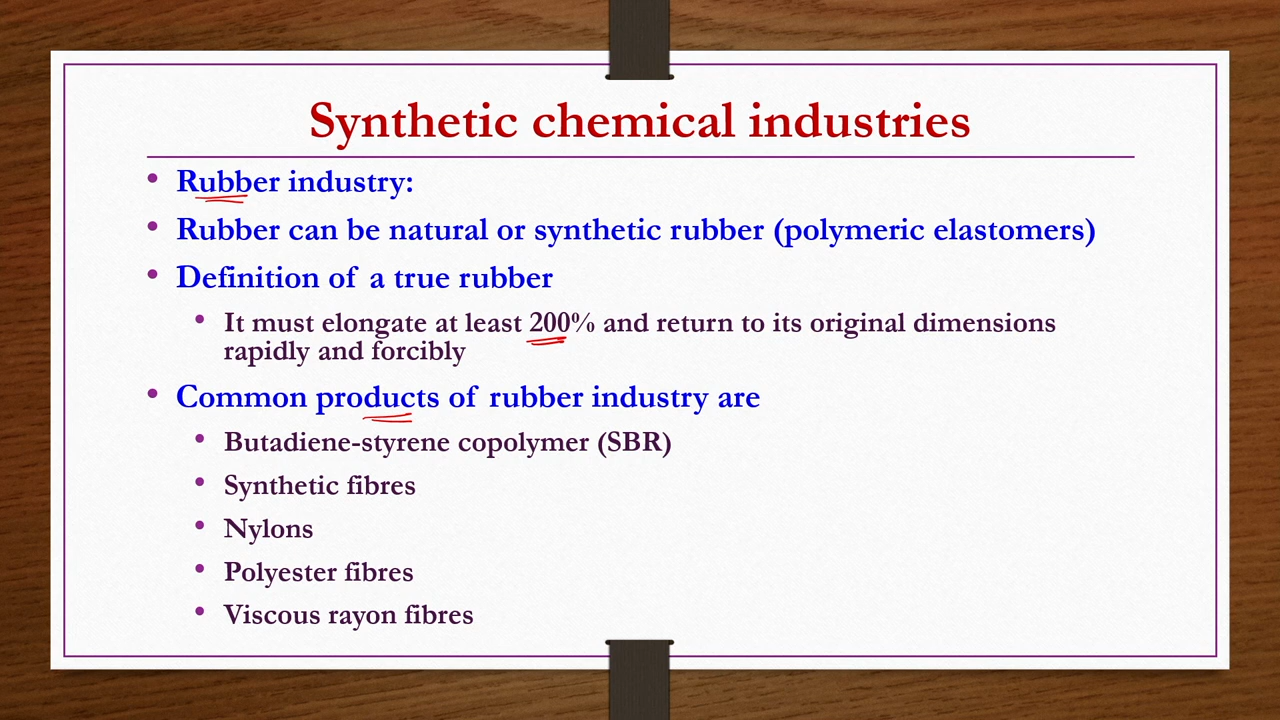 Synthetic chemical industries
• Rubber industry:
• Rubber can be natural or synthetic rubber (polymeric elastomers)
• Definition of a true rubber
• It must elongate at least 200% and return to its original dimensions
rapidly and forcibly
• Common products of rubber industry are
• Butadiene-styrene copolymer (SBR)
• Synthetic fibres
• Nylons
• Polyester fibres
• Viscous rayon fibres